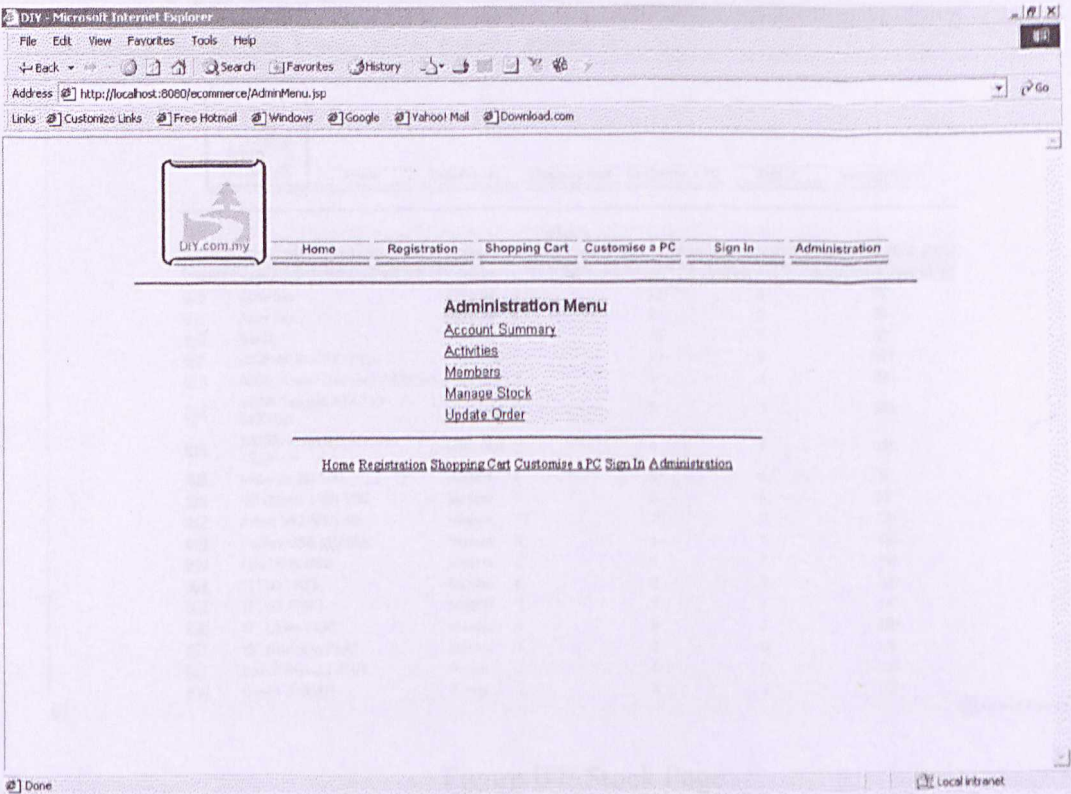 DIY - Microsoft Internet Explorer
File Edit View Favorites Tools Help
Back Search Favorites History
Address http://localhost:8080/ecommerce/AdminMenu.jsp Go
Links Customize Links Free Hotmail Windows Google Yahoo! Mail Download.com
DIY.com.my
Home Registration Shopping Cart Customise a PC Sign In Administration
Administration Menu
Account Summary
Activities
Members
Manage Stock
Update Order
Home Registration Shopping Cart Customise a PC Sign In Administration
Done Local intranet